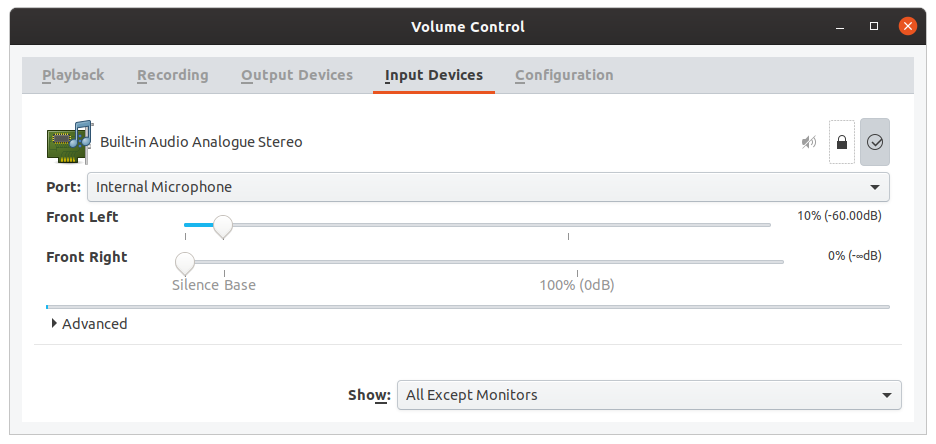 Volume Control
Playback Recording Output Devices Input Devices Configuration
Built-in Audio Analogue Stereo
Port: Internal Microphone
Front Left 10% (-60.00dB)
Front Right 0% (-∞dB)
Silence Base 100% (0dB)
Advanced
Show: All Except Monitors